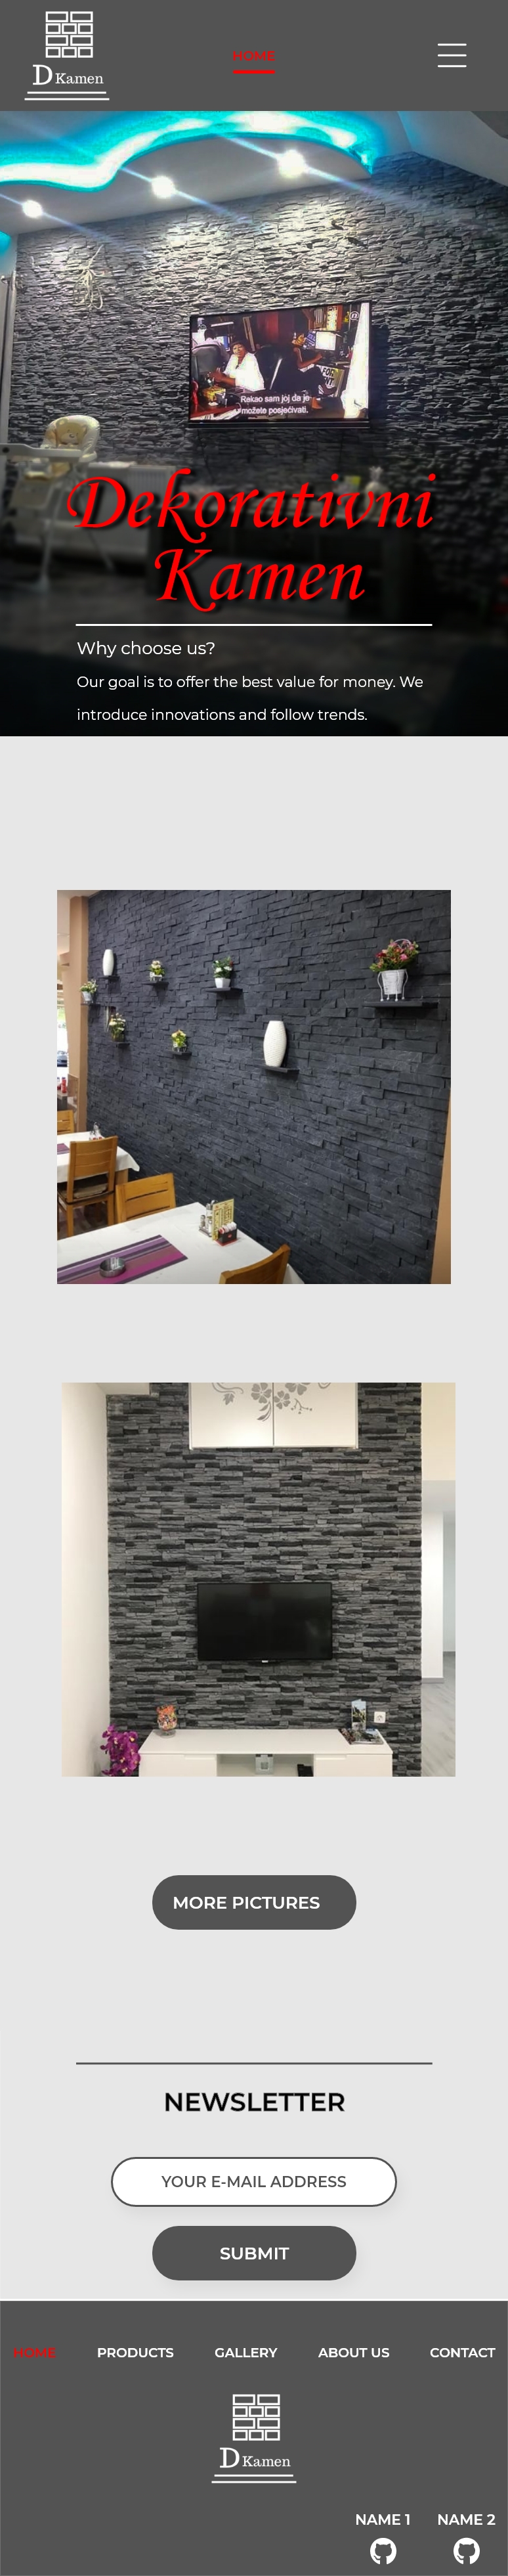 D Kamen
HOME
Rekao sam joj da je
možete posjećivati.
Dekorativni
Kamen
Why choose us?
Our goal is to offer the best value for money. We
introduce innovations and follow trends.
MORE PICTURES
NEWSLETTER
YOUR E-MAIL ADDRESS
SUBMIT
HOME PRODUCTS GALLERY ABOUT US CONTACT
D Kamen
NAME 1 NAME 2